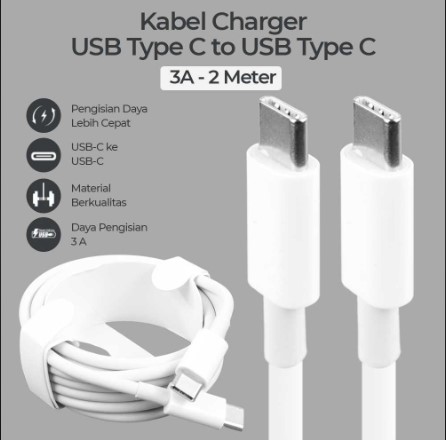 Kabel Charger
USB Type C to USB Type C
3A - 2 Meter
Pengisian Daya
Lebih Cepat
USB-C ke
USB-C
Material
Berkualitas
Daya Pengisian
3 A